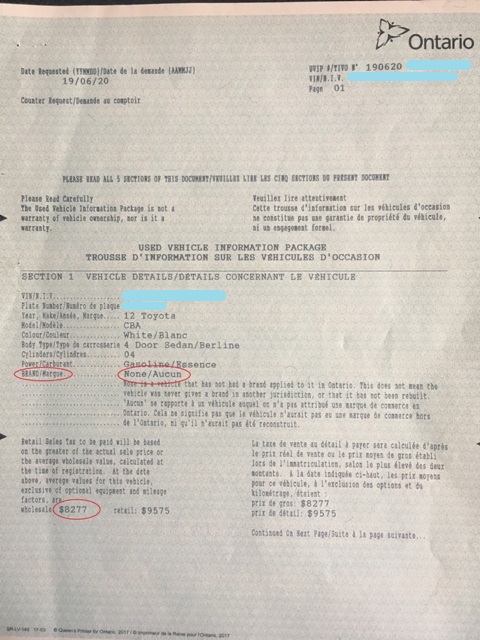 Ontario
Date Requested (YYMMDD)/Date de la demande (AAMMJJ)
19/06/20
UVIP #/TIVO N° 190620
VIN/N.I.V.
Page 01
Counter Request/Demande au comptoir
PLEASE READ ALL 5 SECTIONS OF THIS DOCUMENT/VEUILLEZ LIRE LES CINQ SECTIONS DU PRESENT DOCUMENT
Please Read Carefully
The Used Vehicle Information Package is not a
warranty of vehicle ownership, nor is it a
warranty.
Veuillez lire attentivement
Cette trousse d'information sur les véhicules d'occasion
ne constitue pas une garantie de propriété du véhicule,
ni un engagement formel.
USED VEHICLE INFORMATION PACKAGE
TROUSSE D'INFORMATION SUR LES VÉHICULES D'OCCASION
SECTION 1 VEHICLE DETAILS/DÉTAILS CONCERNANT LE VÉHICULE
VIN/N.I.V.
Plate Number/Numéro de plaque
Year, Make/Année, Marque 12 Toyota
Model/Modèle CBA
Colour/Couleur White/Blanc
Body Type/Type de carrosserie 4 Door Sedan/Berline
Cylinders/Cylindres 04
Power/Carburant Gasoline/Essence
BRAND/Marque None/Aucun
None is a vehicle that has not had a brand applied to it in Ontario. This does not mean the
vehicle was never given a brand in another jurisdiction, or that it has not been rebuilt.
'Aucun' se rapporte à un véhicule auquel on n'a pas attribué une marque de commerce en
Ontario. Cela ne signifie pas que le véhicule n'aurait pas eu une marque de commerce hors
de l'Ontario, ni qu'il n'aurait pas été reconstruit.
Retail Sales tax to be paid will be based
on the greater of the actual sale price or
the average wholesale value, calculated at
the time of registration. At the date
above, average values for this vehicle,
exclusive of optional equipment and mileage
factors, are
wholesale: $8277 retail: $9575
La taxe de vente au détail à payer sera calculée d'après
le prix réel de vente ou le prix moyen de gros établi
lors de l'immatriculation, selon le plus élevé des deux
montants. À la date indiquée ci-haut, les prix moyens
pour ce véhicule, à l'exclusion des options et du
kilométrage, étaient :
prix de gros: $8277
prix de détail: $9575
Continued On Next Page/Suite à la page suivante...
© Queen's Printer for Ontario, 2017 / © Imprimeur de la Reine pour l'Ontario, 2017